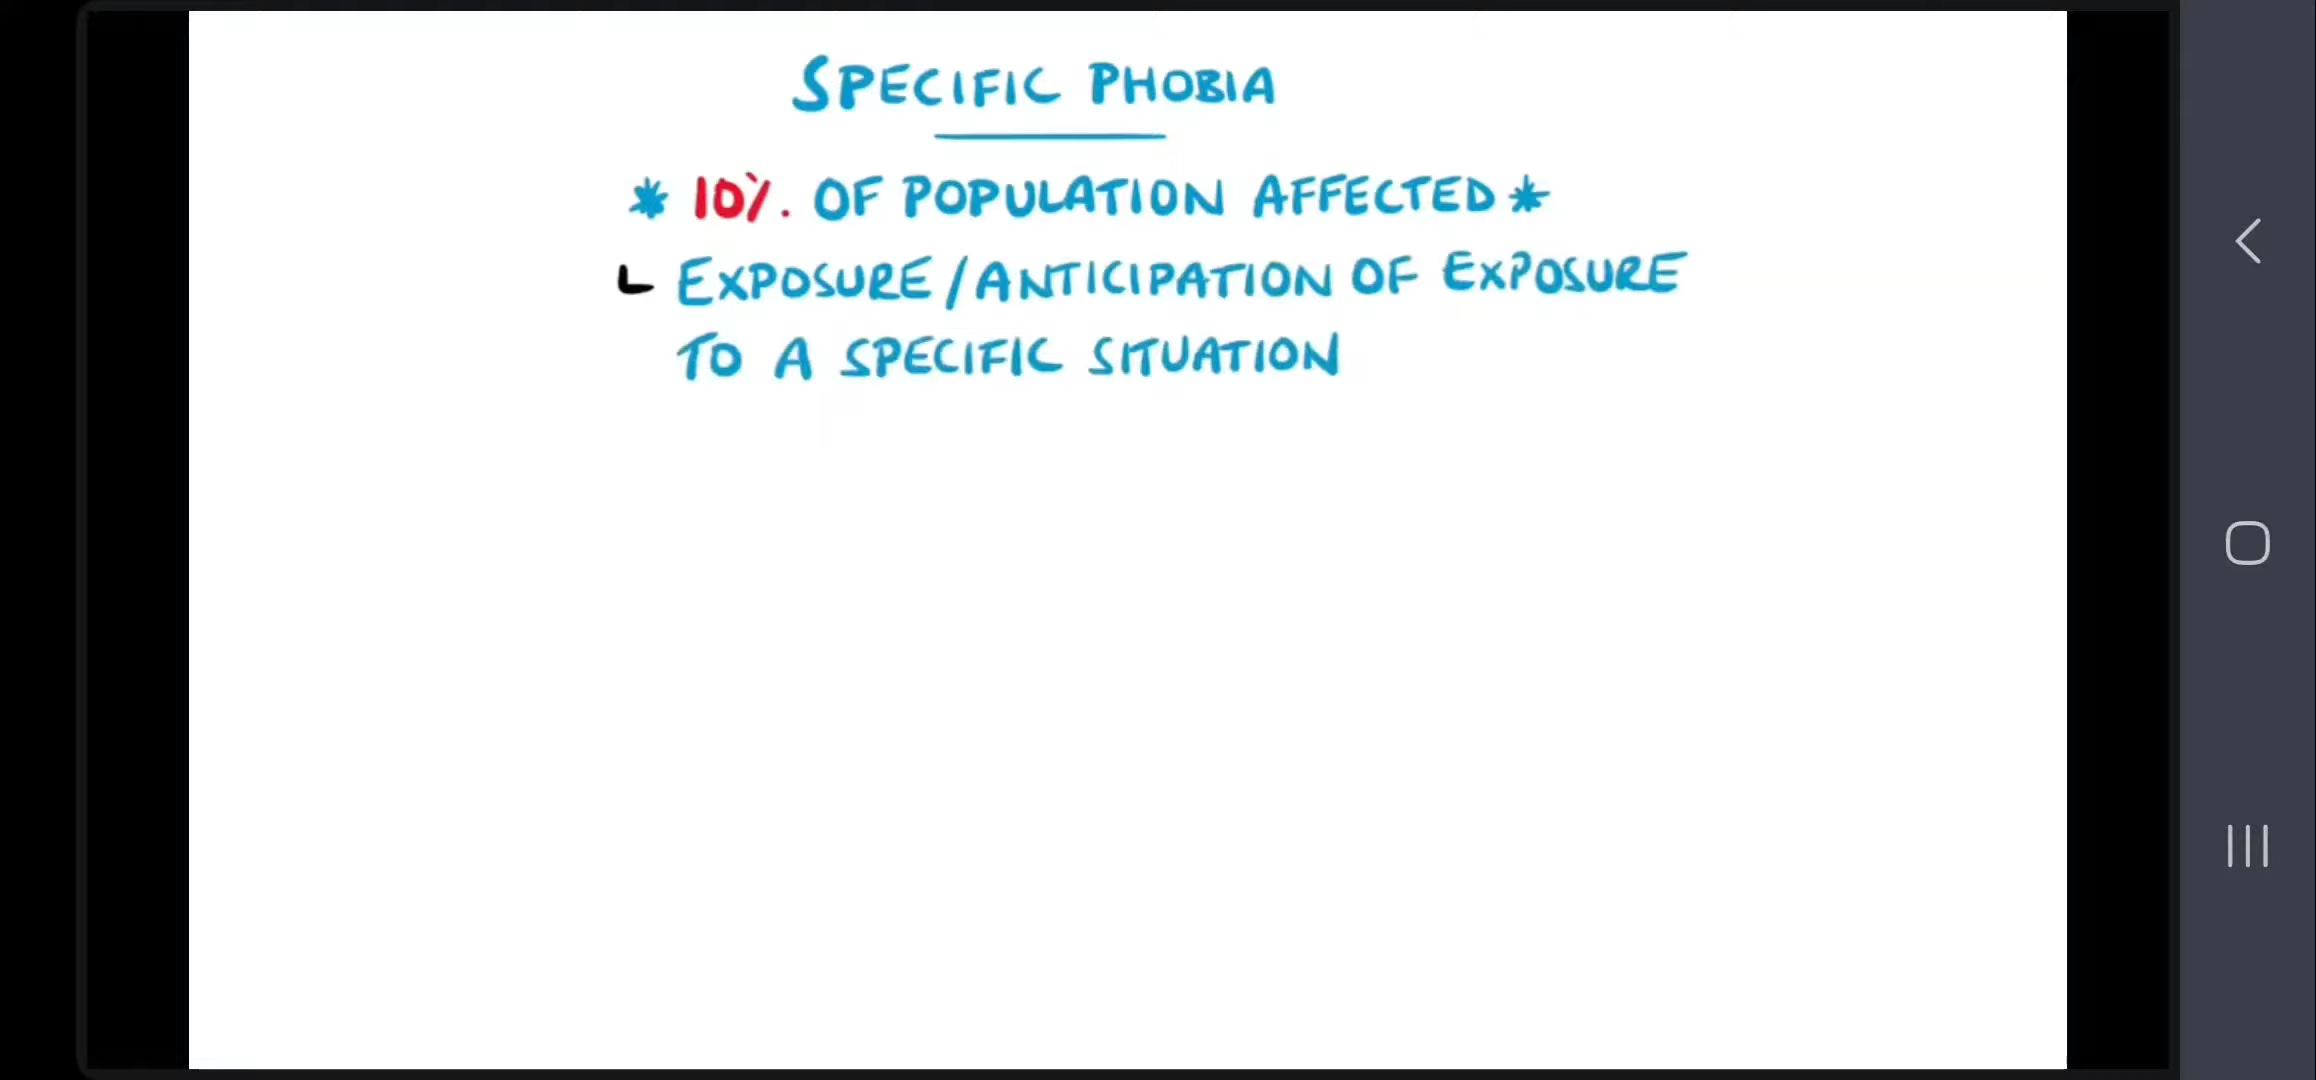 SPECIFIC PHOBIA
* 10%. OF POPULATION AFFECTED *
EXPOSURE/ANTICIPATION OF EXPOSURE
TO A SPECIFIC SITUATION